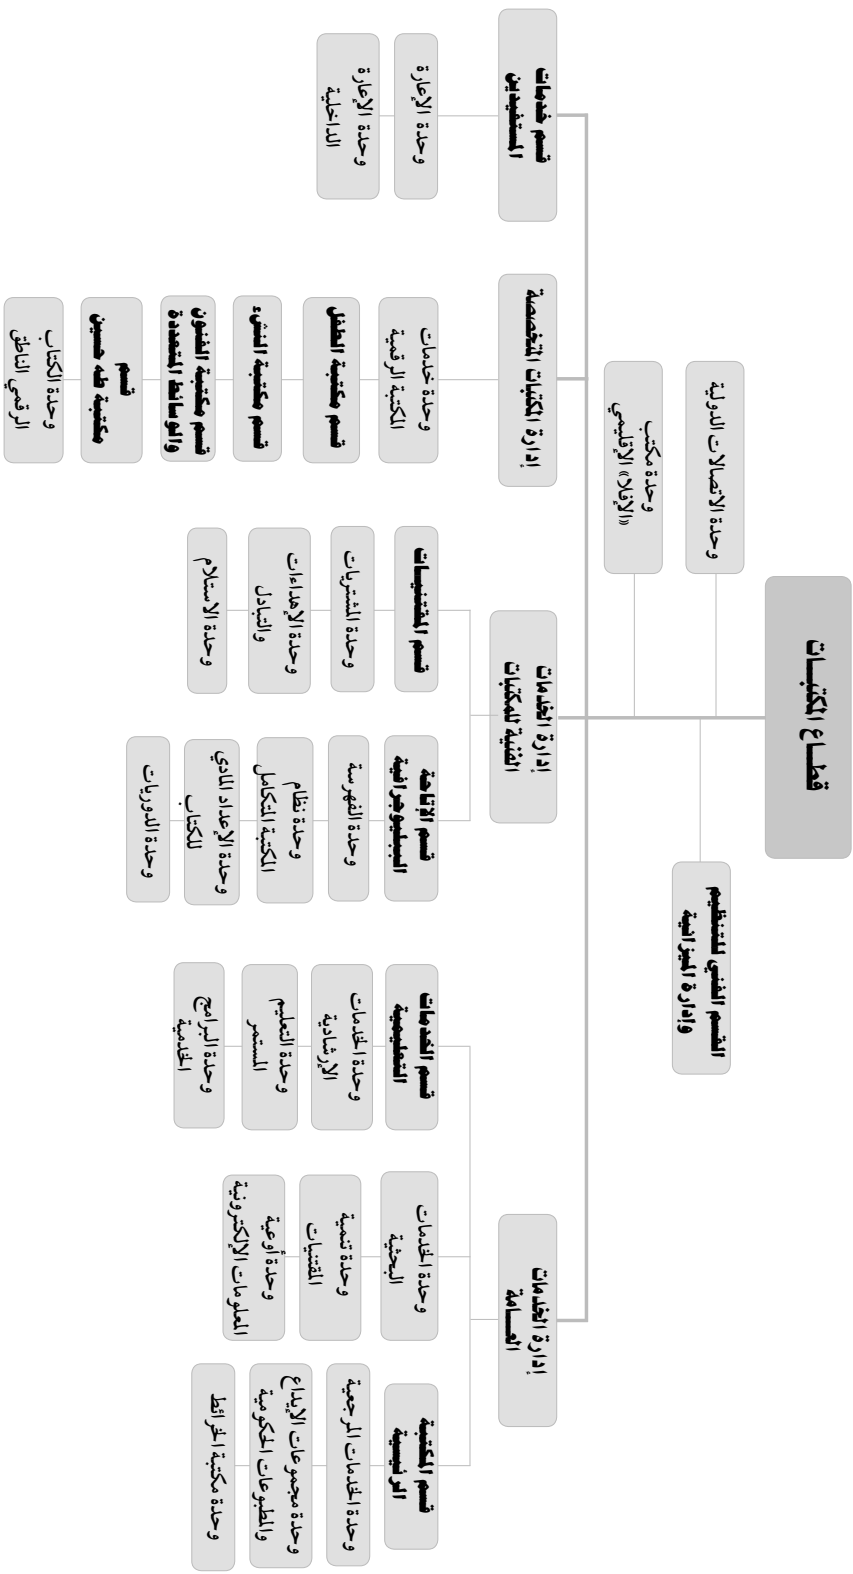 قطـــاع المكتبـــات
القسم الفني للتنظيم
وإدارة الميزانية
وحدة الاتصالات الدولية
وحدة مكتب
«الإفلا» الإقليمي
إدارة الخدمات
العـــامة
قسم المكتبة
الرئيسية
وحدة الخدمات المرجعية
وحدة مجموعات الإيداع
والمطبوعات الحكومية
وحدة مكتبة الخرائط
وحدة الخدمات
البحثية
وحدة تنمية
المقتنيات
وحدة أوعية
المعلومات الإلكترونية
قسم الخدمات
التعليمية
وحدة الخدمات
الإرشادية
وحدة التعليم
المستمر
وحدة البرامج
الخدمية
إدارة الخدمات
الفنية للمكتبات
قسم الإتاحة
الببليوجرافية
وحدة الفهرسة
وحدة نظام
المكتبة المتكامل
وحدة الإعداد المادي
للكتاب
وحدة الدوريات
قسم المقتنيـــات
وحدة المشتريات
وحدة الإهداءات
والتبادل
وحدة الاستلام
إدارة المكتبات المتخصصة
وحدة خدمات
المكتبة الرقمية
قسم مكتبة الطفل
قسم مكتبة النشء
قسم مكتبة الفنون
والوسائط المتعددة
قسم
مكتبة طه حسين
وحدة الكتاب
الرقمي الناطق
قسم خدمات
المستفيدين
وحدة الإعارة
وحدة الإعارة
الداخلية